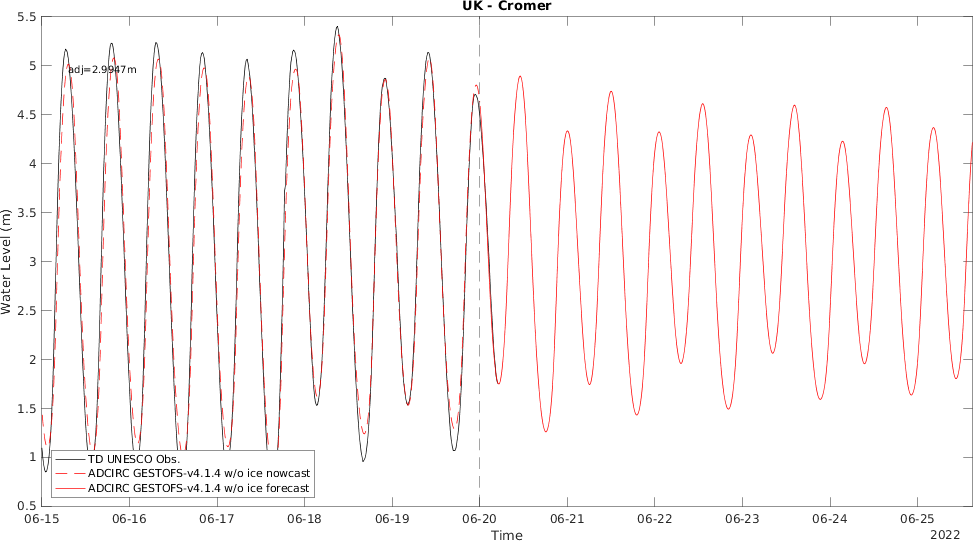 UK - Cromer
5.5
5
4.5
4
3.5
3
2.5
2
1.5
1
0.5
Water Level (m)
adj=2.9947m
TD UNESCO Obs.
ADCIRC GESTOFS-v4.1.4 w/o ice nowcast
ADCIRC GESTOFS-v4.1.4 w/o ice forecast
06-15 06-16 06-17 06-18 06-19 06-20 06-21 06-22 06-23 06-24 06-25
Time
2022